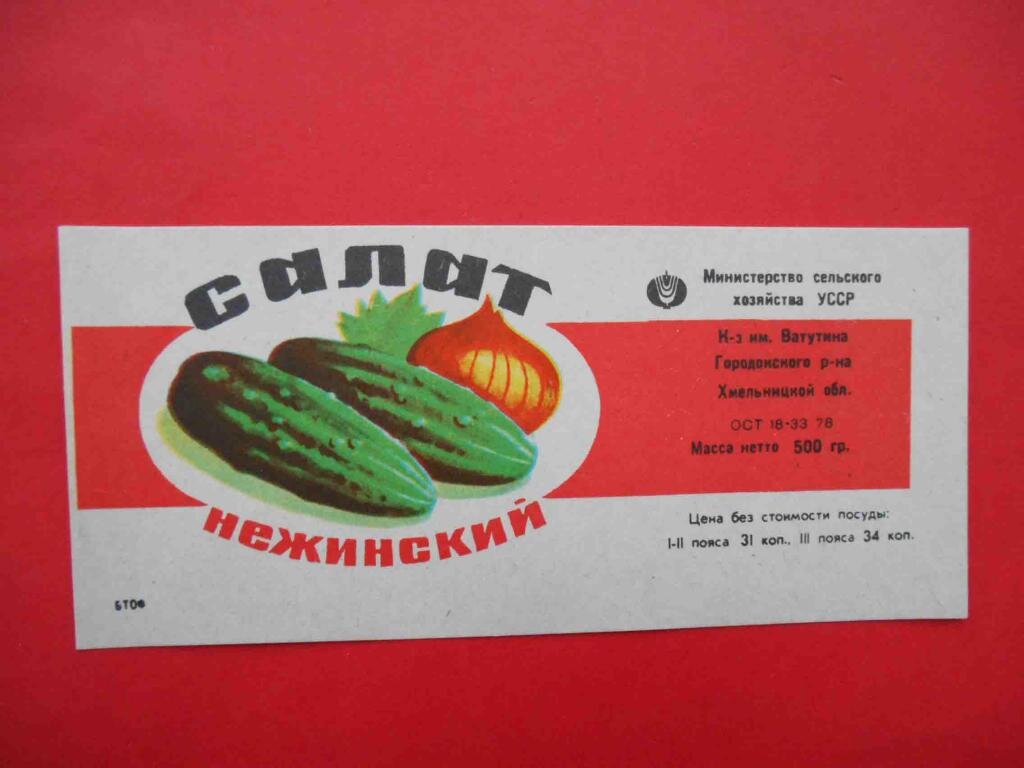 салат
нежинский
Министерство сельского
хозяйства УССР
К-з им. Ватутина
Городокского р-на
Хмельницкой обл.
ОСТ 18-33 78
Масса нетто 500 гр.
Цена без стоимости посуды:
I-II пояса 31 коп., III пояса 34 коп.
БТОФ